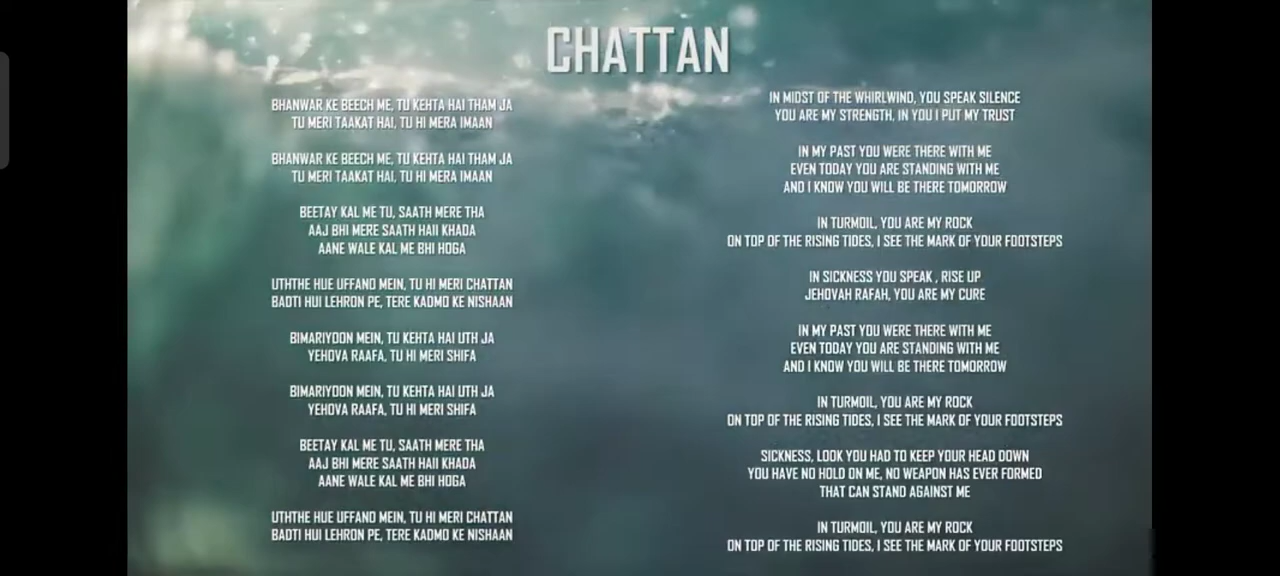 CHATTAN
BHANWAR KE BEECH ME, TU KEHTA HAI THAM JA
TU MERI TAAKAT HAI, TU HI MERA IMAAN
BHANWAR KE BEECH ME, TU KEHTA HAI THAM JA
TU MERI TAAKAT HAI, TU HI MERA IMAAN
BEETAY KAL ME TU, SAATH MERE THA
AAJ BHI MERE SAATH HAII KHADA
AANE WALE KAL ME BHI HOGA
UTHTHE HUE UFFANO MEIN, TU HI MERI CHATTAN
BADTI HUI LEHRON PE, TERE KADMO KE NISHAAN
BIMARIYOON MEIN, TU KEHTA HAI UTH JA
YEHOVA RAAFA, TU HI MERI SHIFA
BIMARIYOON MEIN, TU KEHTA HAI UTH JA
YEHOVA RAAFA, TU HI MERI SHIFA
BEETAY KAL ME TU, SAATH MERE THA
AAJ BHI MERE SAATH HAII KHADA
AANE WALE KAL ME BHI HOGA
UTHTHE HUE UFFANO MEIN, TU HI MERI CHATTAN
BADTI HUI LEHRON PE, TERE KADMO KE NISHAAN
IN MIDST OF THE WHIRLWIND, YOU SPEAK SILENCE
YOU ARE MY STRENGTH, IN YOU I PUT MY TRUST
IN MY PAST YOU WERE THERE WITH ME
EVEN TODAY YOU ARE STANDING WITH ME
AND I KNOW YOU WILL BE THERE TOMORROW
IN TURMOIL, YOU ARE MY ROCK
ON TOP OF THE RISING TIDES, I SEE THE MARK OF YOUR FOOTSTEPS
IN SICKNESS YOU SPEAK , RISE UP
JEHOVAH RAFAH, YOU ARE MY CURE
IN MY PAST YOU WERE THERE WITH ME
EVEN TODAY YOU ARE STANDING WITH ME
AND I KNOW YOU WILL BE THERE TOMORROW
IN TURMOIL, YOU ARE MY ROCK
ON TOP OF THE RISING TIDES, I SEE THE MARK OF YOUR FOOTSTEPS
SICKNESS, LOOK YOU HAD TO KEEP YOUR HEAD DOWN
YOU HAVE NO HOLD ON ME, NO WEAPON HAS EVER FORMED
THAT CAN STAND AGAINST ME
IN TURMOIL, YOU ARE MY ROCK
ON TOP OF THE RISING TIDES, I SEE THE MARK OF YOUR FOOTSTEPS